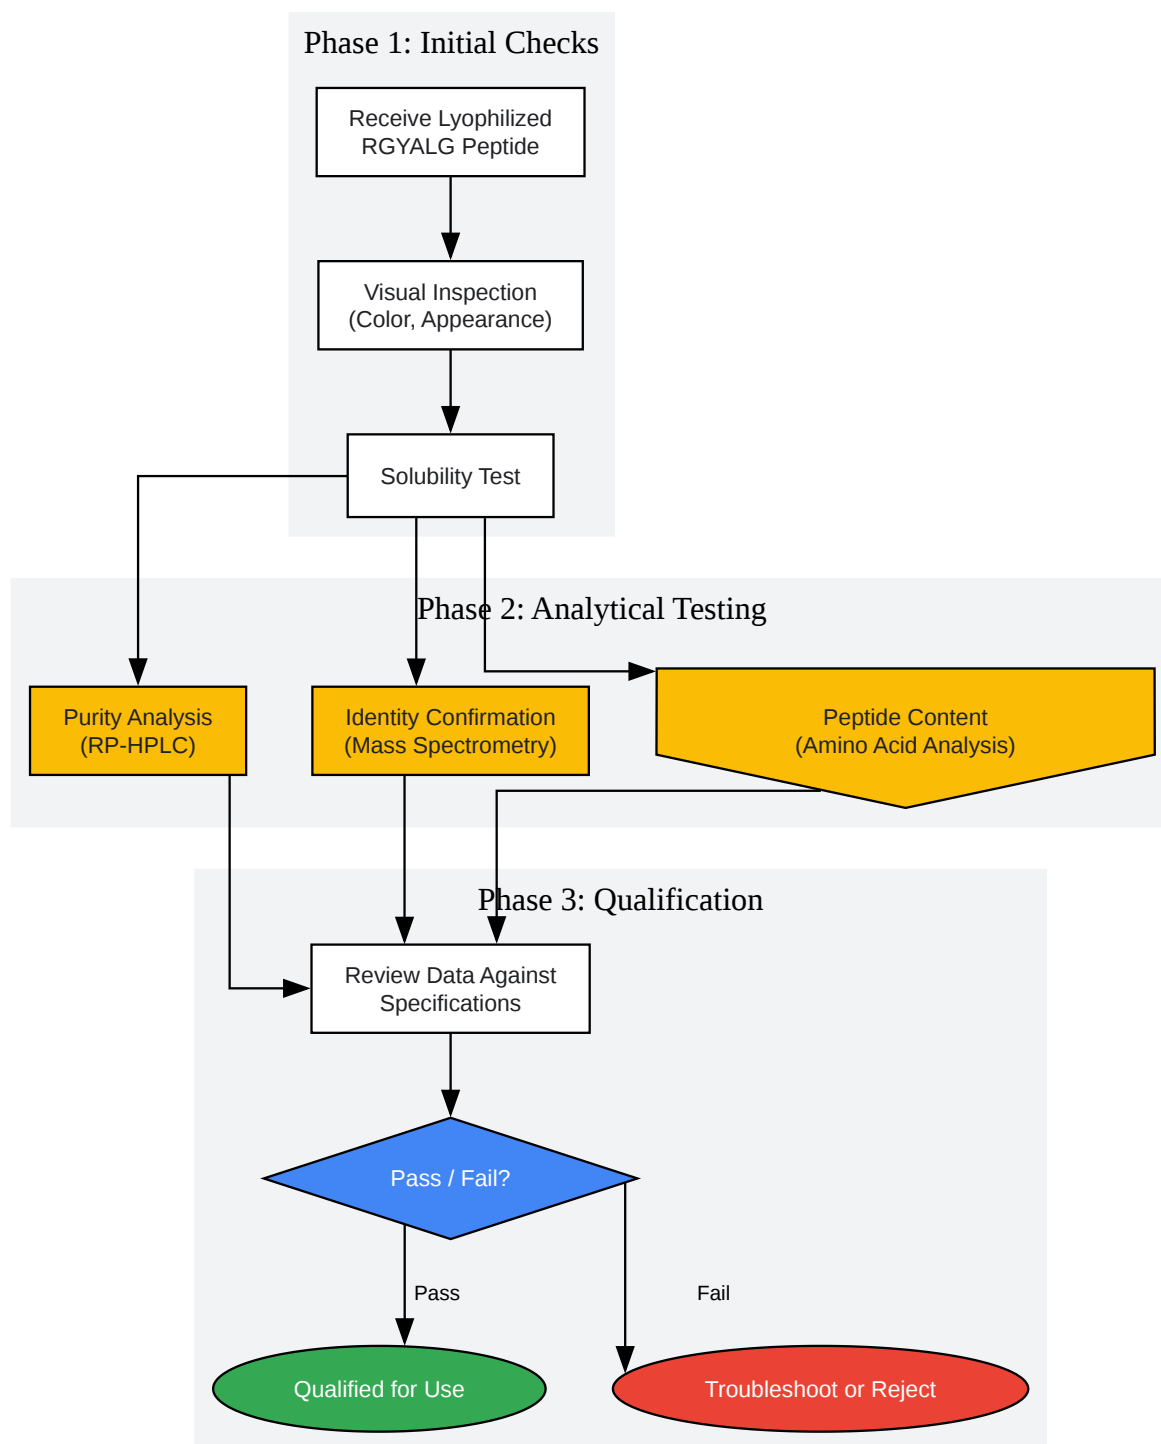 Phase 1: Initial Checks
Receive Lyophilized
RGYALG Peptide
Visual Inspection
(Color, Appearance)
Solubility Test
Phase 2: Analytical Testing
Purity Analysis
(RP-HPLC)
Identity Confirmation
(Mass Spectrometry)
Peptide Content
(Amino Acid Analysis)
Phase 3: Qualification
Review Data Against
Specifications
Pass / Fail?
Pass
Fail
Qualified for Use
Troubleshoot or Reject